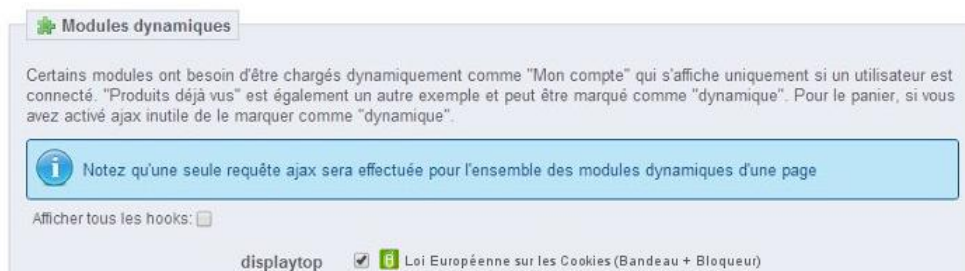 Modules dynamiques
Certains modules ont besoin d'être chargés dynamiquement comme "Mon compte" qui s'affiche uniquement si un utilisateur est
connecté. "Produits déjà vus" est également un autre exemple et peut être marqué comme "dynamique". Pour le panier, si vous
avez activé ajax inutile de le marquer comme "dynamique".
Notez qu'une seule requête ajax sera effectuée pour l'ensemble des modules dynamiques d'une page
Afficher tous les hooks:
displaytop Loi Européenne sur les Cookies (Bandeau + Bloqueur)